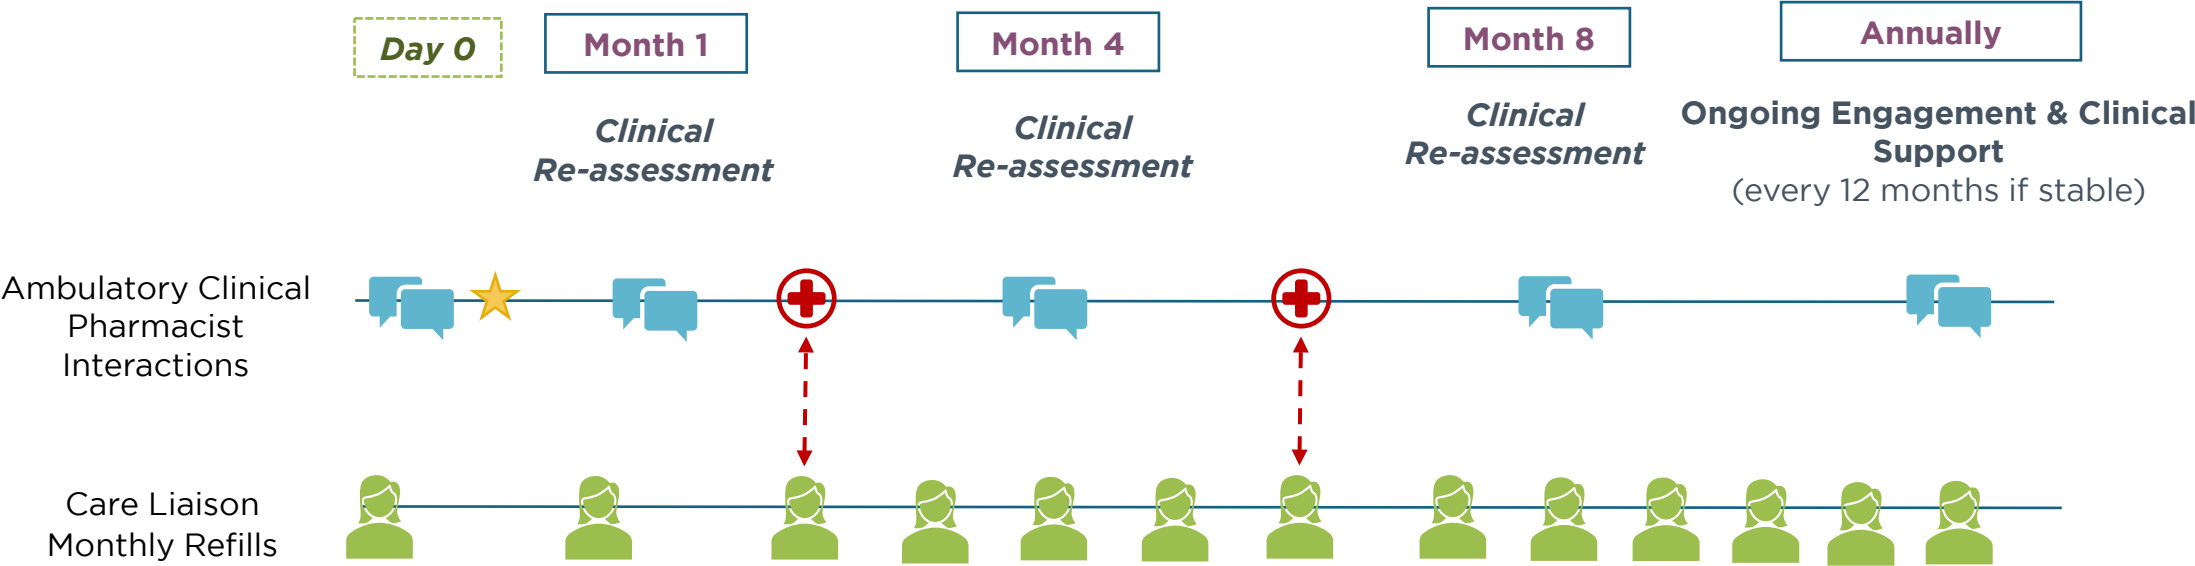 Day 0
Month 1
Month 4
Month 8
Annually
Clinical
Re-assessment
Clinical
Re-assessment
Clinical
Re-assessment
Ongoing Engagement & Clinical
Support
(every 12 months if stable)
Ambulatory Clinical
Pharmacist
Interactions
Care Liaison
Monthly Refills